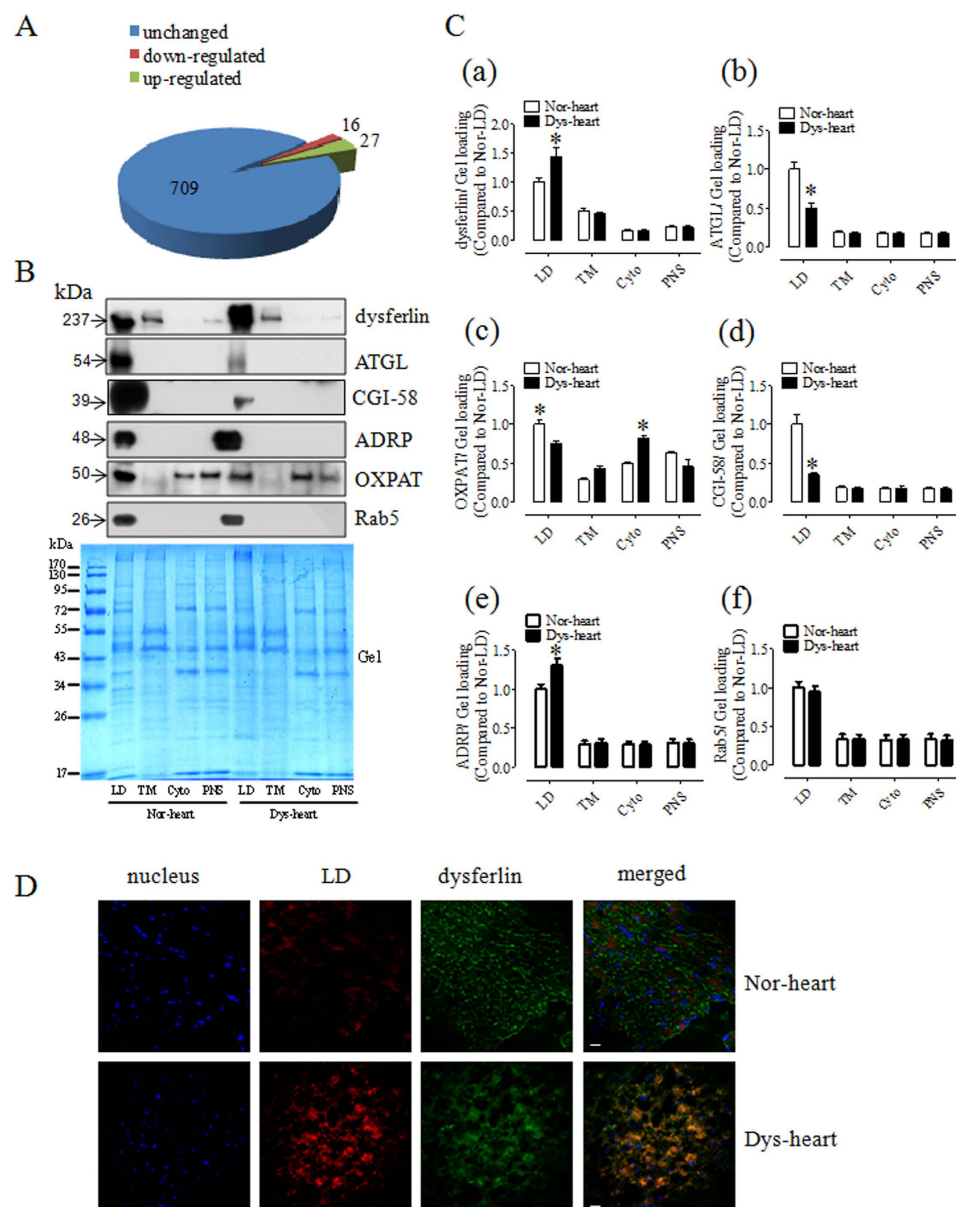 A
unchanged
down-regulated
up-regulated
16
27
709
B
kDa
237
dysferlin
54
ATGL
39
CGI-58
48
ADRP
50
OXPAT
26
Rab5
kDa
170
130
95
72
55
43
34
26
17
Gel
LD TM Cyto PNS LD TM Cyto PNS
Nor-heart Dys-heart
C
(a)
Nor-heart
Dys-heart
dysferlin/ Gel loading
(Compared to Nor-LD)
2.0
1.5
1.0
0.5
0.0
*
LD TM Cyto PNS
(b)
Nor-heart
Dys-heart
ATGL/ Gel loading
(Compared to Nor-LD)
1.5
1.0
0.5
0.0
*
LD TM Cyto PNS
(c)
Nor-heart
Dys-heart
OXPAT/ Gel loading
(Compared to Nor-LD)
1.5
1.0
0.5
0.0
* *
LD TM Cyto PNS
(d)
Nor-heart
Dys-heart
CGI-58/ Gel loading
(Compared to Nor-LD)
1.5
1.0
0.5
0.0
*
LD TM Cyto PNS
(e)
Nor-heart
Dys-heart
ADRP/ Gel loading
(Compared to Nor-LD)
1.5
1.0
0.5
0.0
*
LD TM Cyto PNS
(f)
Nor-heart
Dys-heart
Rab5/ Gel loading
(Compared to Nor-LD)
1.5
1.0
0.5
0.0
LD TM Cyto PNS
D
nucleus LD dysferlin merged
Nor-heart
Dys-heart